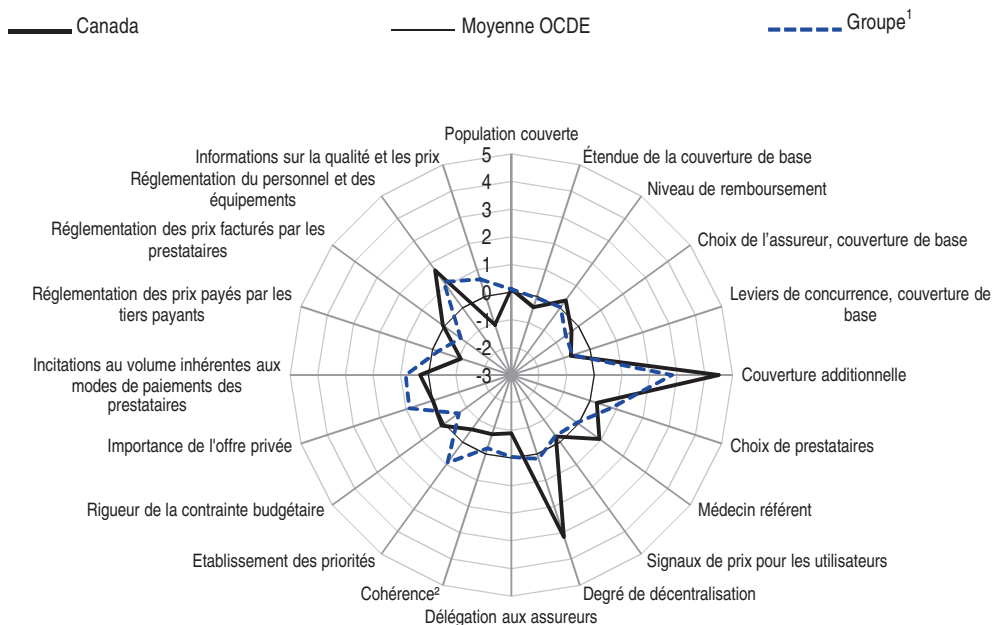 Canada
Moyenne OCDE
Groupe1
Population couverte
Étendue de la couverture de base
Niveau de remboursement
Choix de l'assureur, couverture de base
Leviers de concurrence, couverture de
base
Couverture additionnelle
Choix de prestataires
Médecin référent
Signaux de prix pour les utilisateurs
Degré de décentralisation
Délégation aux assureurs
Cohérence²
Etablissement des priorités
Rigueur de la contrainte budgétaire
Importance de l'offre privée
Incitations au volume inhérentes aux
modes de paiements des
prestataires
Réglementation des prix payés par les
tiers payants
Réglementation des prix facturés par les
prestataires
Réglementation du personnel et des
équipements
Informations sur la qualité et les prix
5
4
3
2
1
0
-1
-2
-3